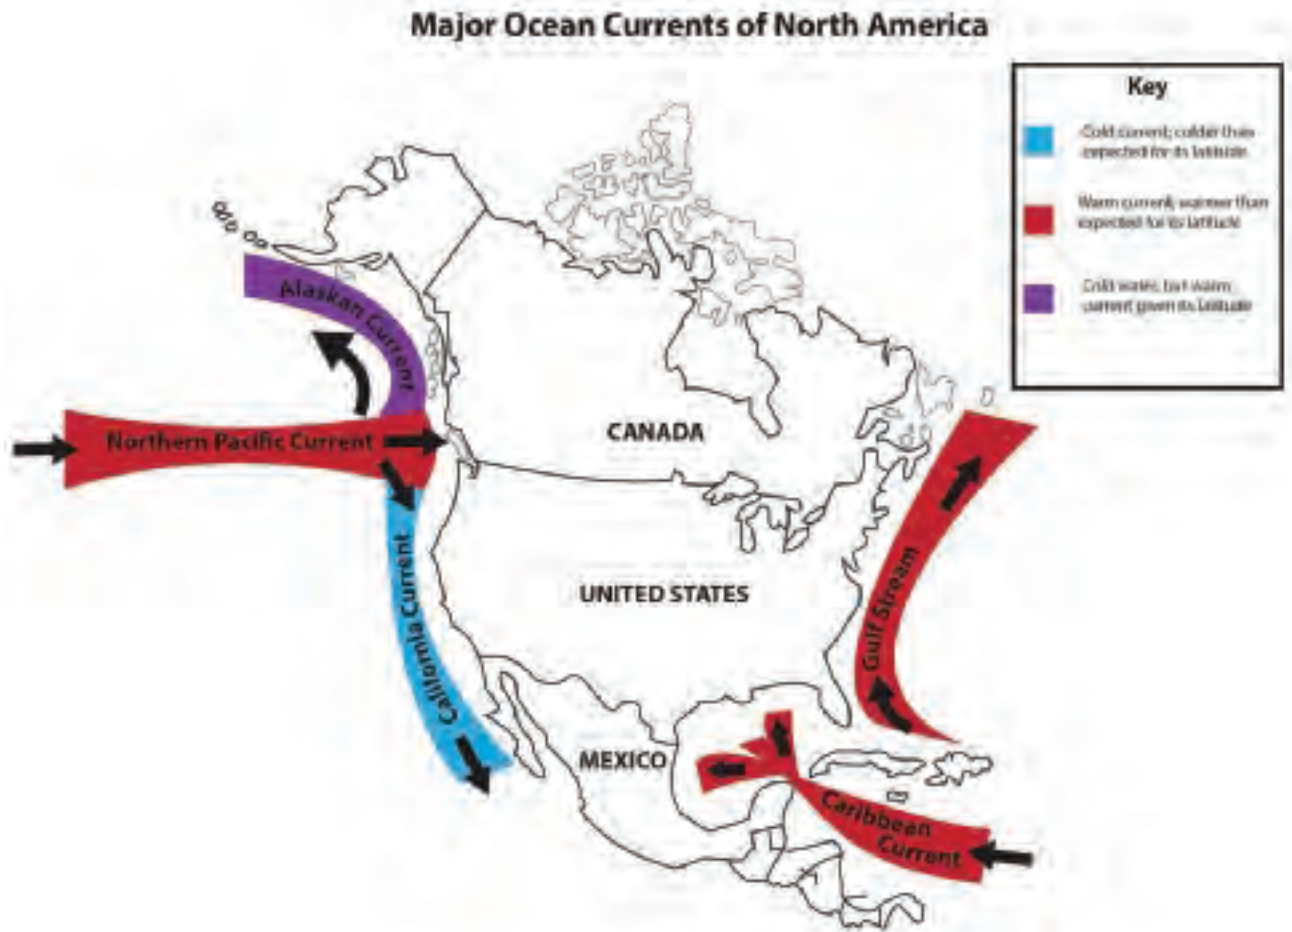 Major Ocean Currents of North America
Key
Cold current; colder than
expected for its latitude
Warm current; warmer than
expected for its latitude
Cold water, but warm
current given its latitude
Alaskan Current
Northern Pacific Current
California Current
CANADA
UNITED STATES
MEXICO
Gulf Stream
Caribbean
Current